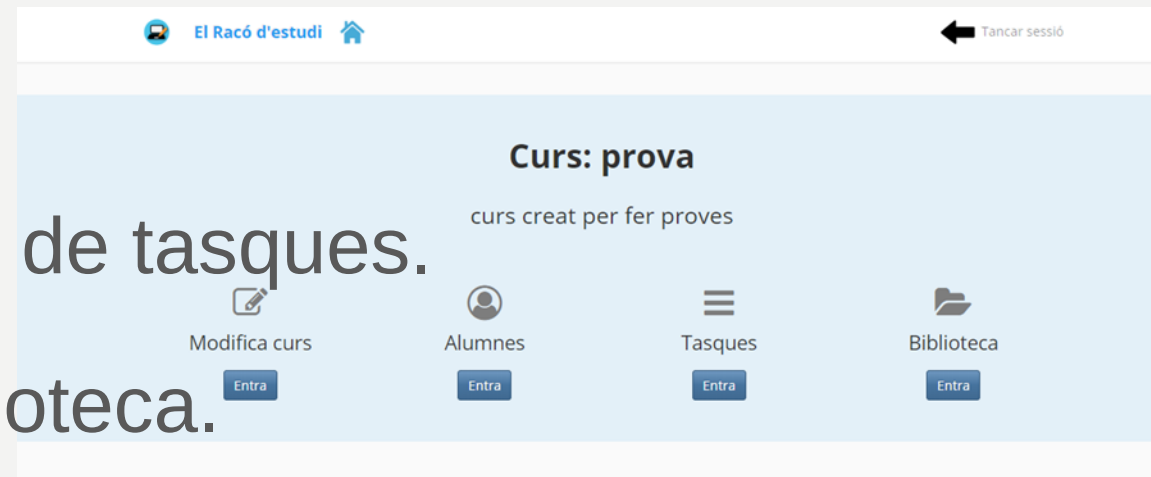 El Racó d'estudi
Tancar sessió
Curs: prova
curs creat per fer proves
de tasques.
Modifica curs Alumnes Tasques Biblioteca
Entra Entra Entra Entra
oteca.